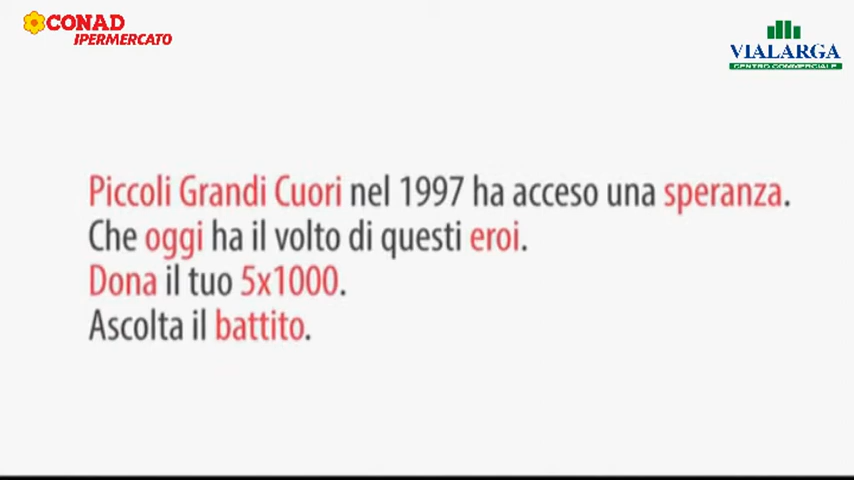 CONAD
IPERMERCATO
VIALARGA
CENTRO COMMERCIALE
Piccoli Grandi Cuori nel 1997 ha acceso una speranza.
Che oggi ha il volto di questi eroi.
Dona il tuo 5x1000.
Ascolta il battito.